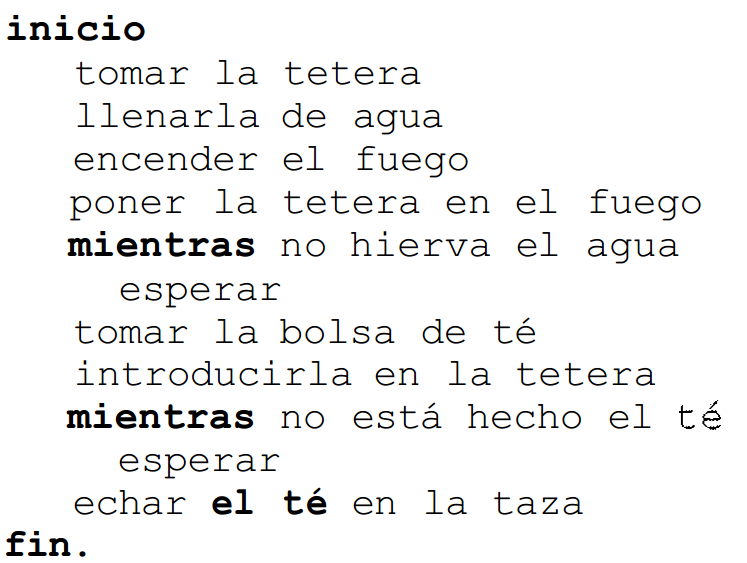 inicio
tomar la tetera
llenarla de agua
encender el fuego
poner la tetera en el fuego
mientras no hierva el agua
esperar
tomar la bolsa de té
introducirla en la tetera
mientras no está hecho el té
esperar
echar el té en la taza
fin.